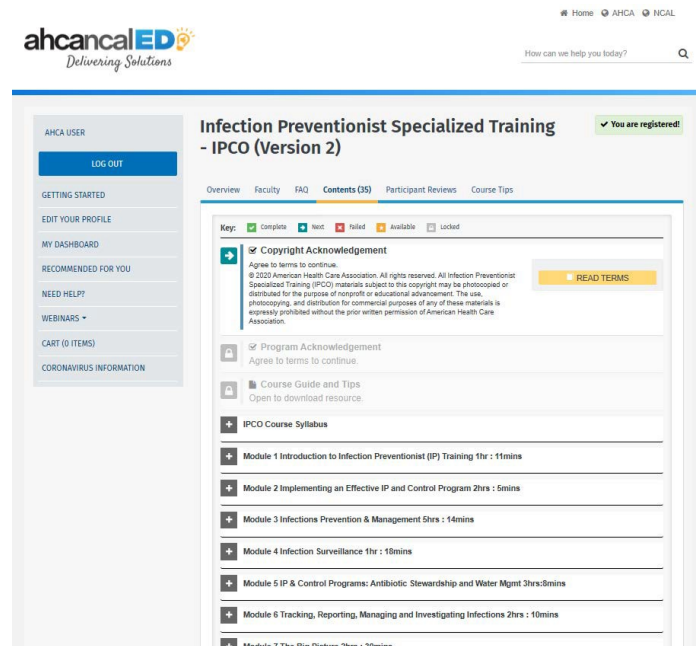 Home AHCA NCAL
ahcancalED
Delivering Solutions
How can we help you today?
AHCA USER
LOG OUT
GETTING STARTED
EDIT YOUR PROFILE
MY DASHBOARD
RECOMMENDED FOR YOU
NEED HELP?
WEBINARS
CART (0 ITEMS)
CORONAVIRUS INFORMATION
Infection Preventionist Specialized Training
- IPCO (Version 2)
You are registered!
Overview Faculty FAQ Contents (35) Participant Reviews Course Tips
Key: Complete Next Failed Available Locked
Copyright Acknowledgement
Agree to terms to continue.
© 2020 American Health Care Association. All rights reserved. All Infection Preventionist
Specialized Training (IPCO) materials subject to this copyright may be photocopied or
distributed for the purpose of nonprofit or educational advancement. The use,
photocopying, and distribution for commercial purposes of any of these materials is
expressly prohibited without the prior written permission of American Health Care
Association.
READ TERMS
Program Acknowledgement
Agree to terms to continue.
Course Guide and Tips
Open to download resource.
IPCO Course Syllabus
Module 1 Introduction to Infection Preventionist (IP) Training 1hr : 11mins
Module 2 Implementing an Effective IP and Control Program 2hrs : 5mins
Module 3 Infections Prevention & Management 5hrs : 14mins
Module 4 Infection Surveillance 1hr : 18mins
Module 5 IP & Control Programs: Antibiotic Stewardship and Water Mgmt 3hrs:8mins
Module 6 Tracking, Reporting, Managing and Investigating Infections 2hrs : 10mins
Module 7 The Big Picture 2hrs : 30mins